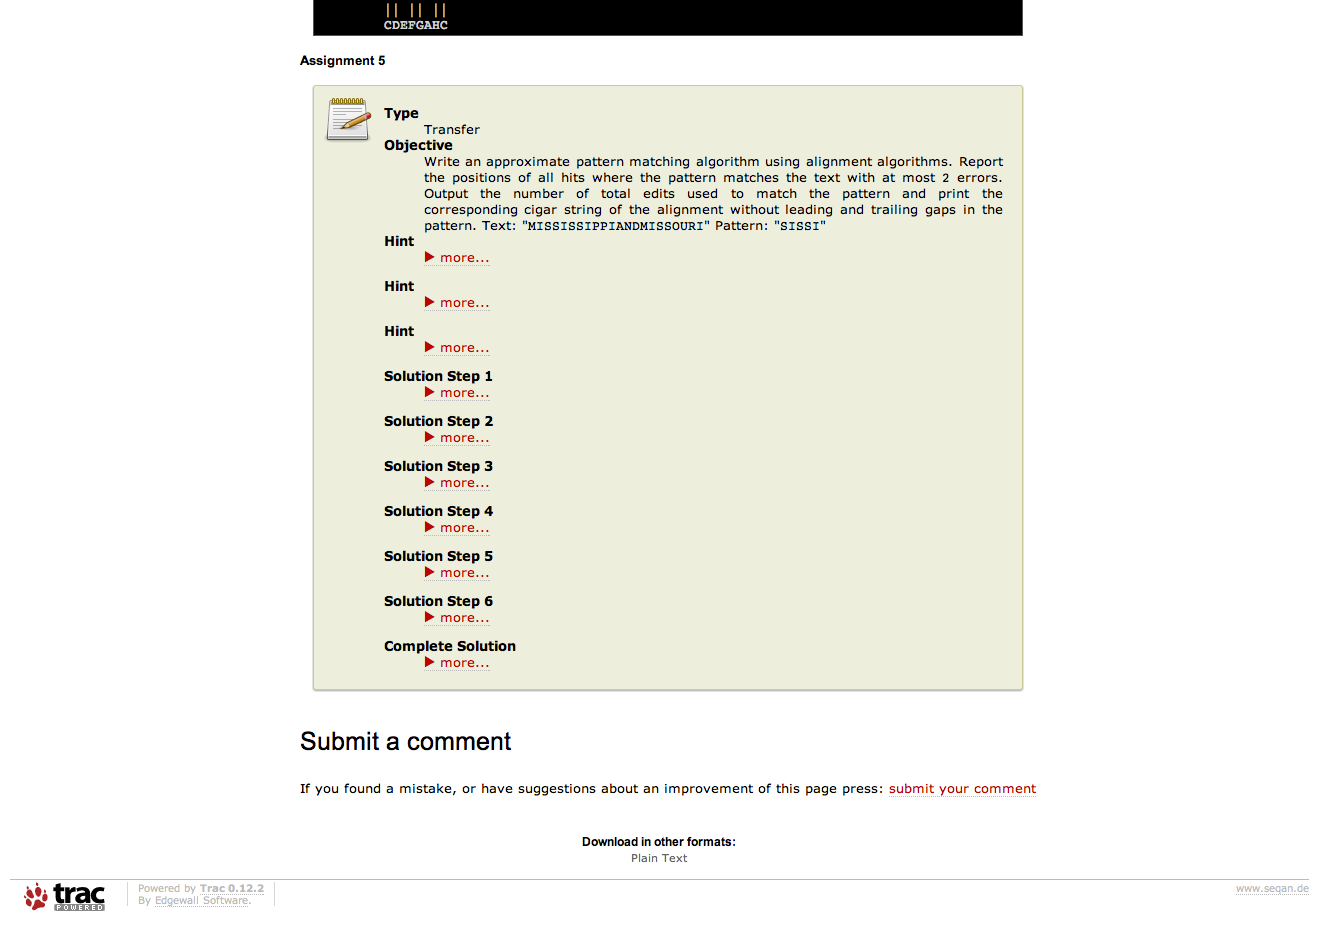 || || ||
CDEFGAHC
Assignment 5
Type
Transfer
Objective
Write an approximate pattern matching algorithm using alignment algorithms. Report
the positions of all hits where the pattern matches the text with at most 2 errors.
Output the number of total edits used to match the pattern and print the
corresponding cigar string of the alignment without leading and trailing gaps in the
pattern. Text: "MISSISSIPPIANDMISSOURI" Pattern: "SISSI"
Hint
more...
Hint
more...
Hint
more...
Solution Step 1
more...
Solution Step 2
more...
Solution Step 3
more...
Solution Step 4
more...
Solution Step 5
more...
Solution Step 6
more...
Complete Solution
more...
Submit a comment
If you found a mistake, or have suggestions about an improvement of this page press: submit your comment
Download in other formats:
Plain Text
trac
POWERED
Powered by Trac 0.12.2
By Edgewall Software.
www.seqan.de